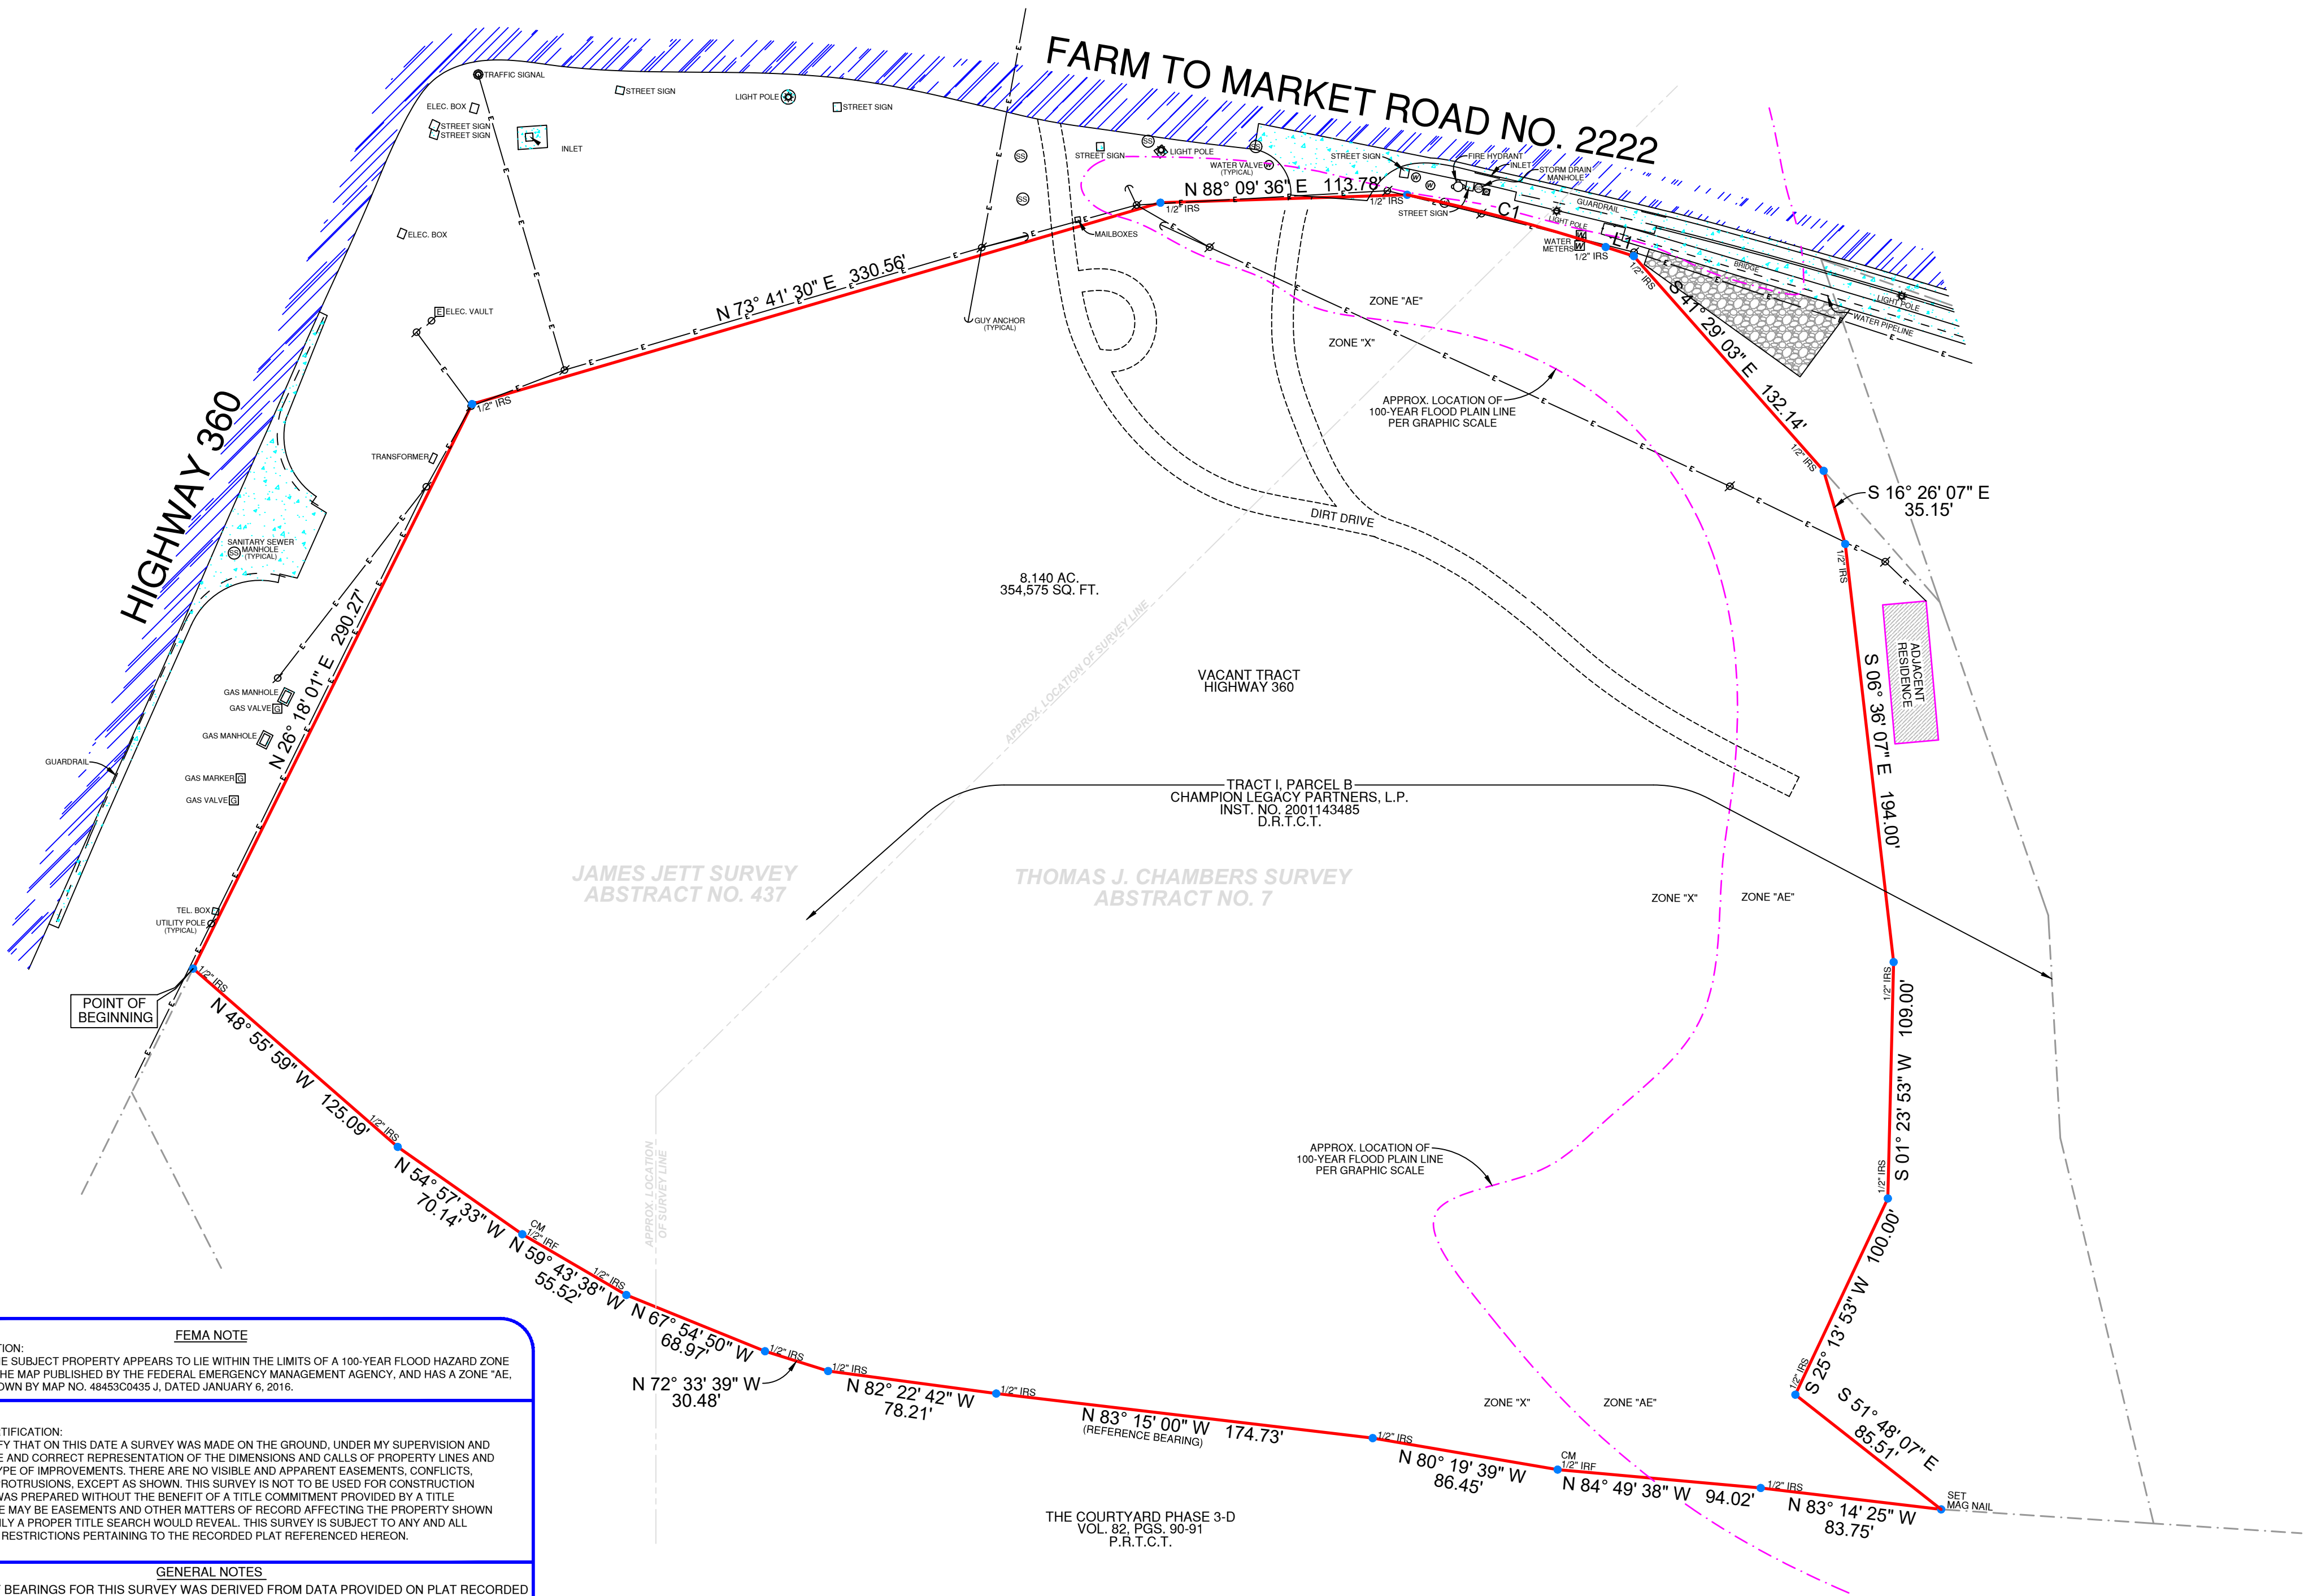 FARM TO MARKET ROAD NO. 2222
HIGHWAY 360
TRAFFIC SIGNAL
ELEC. BOX
STREET SIGN
STREET SIGN
INLET
STREET SIGN
LIGHT POLE
STREET SIGN
ELEC. BOX
E ELEC. VAULT
TRANSFORMER
SANITARY SEWER
SS MANHOLE
(TYPICAL)
GAS MANHOLE
GAS VALVE G
GAS MANHOLE
GUARDRAIL
GAS MARKER G
GAS VALVE G
TEL. BOX
UTILITY POLE
(TYPICAL)
POINT OF
BEGINNING
SS
SS
SS
SS
STREET SIGN
LIGHT POLE
WATER VALVE W
(TYPICAL)
STREET SIGN
FIRE HYDRANT
INLET
STORM DRAIN
MANHOLE
W
W
GUARDRAIL
STREET SIGN
LIGHT POLE
WATER
METERS
W
W
BRIDGE
LIGHT POLE
WATER PIPELINE
MAILBOXES
GUY ANCHOR
(TYPICAL)
N 26° 18' 01" E 290.27'
1/2" IRS
N 73° 41' 30" E 330.56'
1/2" IRS
N 88° 09' 36" E 113.78'
1/2" IRS
C1
1/2" IRS
L1
1/2" IRS
S 41° 29' 03" E 132.14'
1/2" IRS
S 16° 26' 07" E
35.15'
1/2" IRS
S 06° 36' 07" E 194.00'
ADJACENT
RESIDENCE
1/2" IRS
S 01° 23' 53" W 109.00'
1/2" IRS
S 25° 13' 53" W 100.00'
1/2" IRS
S 51° 48' 07" E
85.51'
SET
MAG NAIL
N 83° 14' 25" W
83.75'
1/2" IRS
N 84° 49' 38" W 94.02'
CM
1/2" IRF
N 80° 19' 39" W
86.45'
1/2" IRS
N 83° 15' 00" W 174.73'
(REFERENCE BEARING)
1/2" IRS
N 82° 22' 42" W
78.21'
1/2" IRS
N 72° 33' 39" W
30.48'
1/2" IRS
N 67° 54' 50" W
68.97'
1/2" IRS
N 59° 43' 38" W
55.52'
CM
1/2" IRF
N 54° 57' 33" W
70.14'
1/2" IRS
N 48° 55' 59" W 125.09'
1/2" IRS
ZONE "AE"
ZONE "X"
APPROX. LOCATION OF
100-YEAR FLOOD PLAIN LINE
PER GRAPHIC SCALE
DIRT DRIVE
8.140 AC.
354,575 SQ. FT.
APPROX. LOCATION OF SURVEY LINE
VACANT TRACT
HIGHWAY 360
TRACT I, PARCEL B
CHAMPION LEGACY PARTNERS, L.P.
INST. NO. 2001143485
D.R.T.C.T.
JAMES JETT SURVEY
ABSTRACT NO. 437
THOMAS J. CHAMBERS SURVEY
ABSTRACT NO. 7
ZONE "X"
ZONE "AE"
APPROX. LOCATION
OF SURVEY LINE
APPROX. LOCATION OF
100-YEAR FLOOD PLAIN LINE
PER GRAPHIC SCALE
ZONE "X"
ZONE "AE"
THE COURTYARD PHASE 3-D
VOL. 82, PGS. 90-91
P.R.T.C.T.
FEMA NOTE
TION:
E SUBJECT PROPERTY APPEARS TO LIE WITHIN THE LIMITS OF A 100-YEAR FLOOD HAZARD ZONE
HE MAP PUBLISHED BY THE FEDERAL EMERGENCY MANAGEMENT AGENCY, AND HAS A ZONE "AE,
OWN BY MAP NO. 48453C0435 J, DATED JANUARY 6, 2016.
TIFICATION:
FY THAT ON THIS DATE A SURVEY WAS MADE ON THE GROUND, UNDER MY SUPERVISION AND
E AND CORRECT REPRESENTATION OF THE DIMENSIONS AND CALLS OF PROPERTY LINES AND
YPE OF IMPROVEMENTS. THERE ARE NO VISIBLE AND APPARENT EASEMENTS, CONFLICTS,
PROTRUSIONS, EXCEPT AS SHOWN. THIS SURVEY IS NOT TO BE USED FOR CONSTRUCTION
WAS PREPARED WITHOUT THE BENEFIT OF A TITLE COMMITMENT PROVIDED BY A TITLE
E MAY BE EASEMENTS AND OTHER MATTERS OF RECORD AFFECTING THE PROPERTY SHOWN
NLY A PROPER TITLE SEARCH WOULD REVEAL. THIS SURVEY IS SUBJECT TO ANY AND ALL
RESTRICTIONS PERTAINING TO THE RECORDED PLAT REFERENCED HEREON.
GENERAL NOTES
BEARINGS FOR THIS SURVEY WAS DERIVED FROM DATA PROVIDED ON PLAT RECORDED